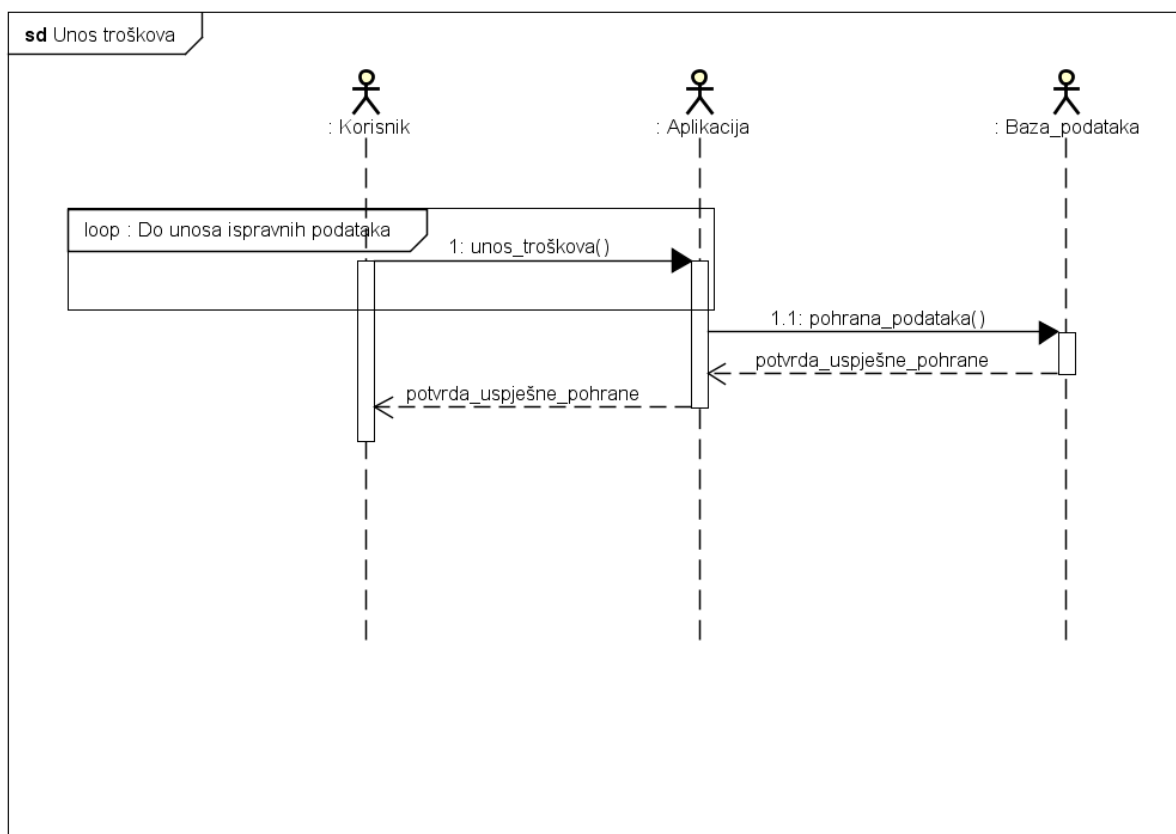 sd Unos troškova
: Korisnik
: Aplikacija
: Baza_podataka
loop : Do unosa ispravnih podataka
1: unos_troškova()
1.1: pohrana_podataka()
potvrda_uspješne_pohrane
potvrda_uspješne_pohrane